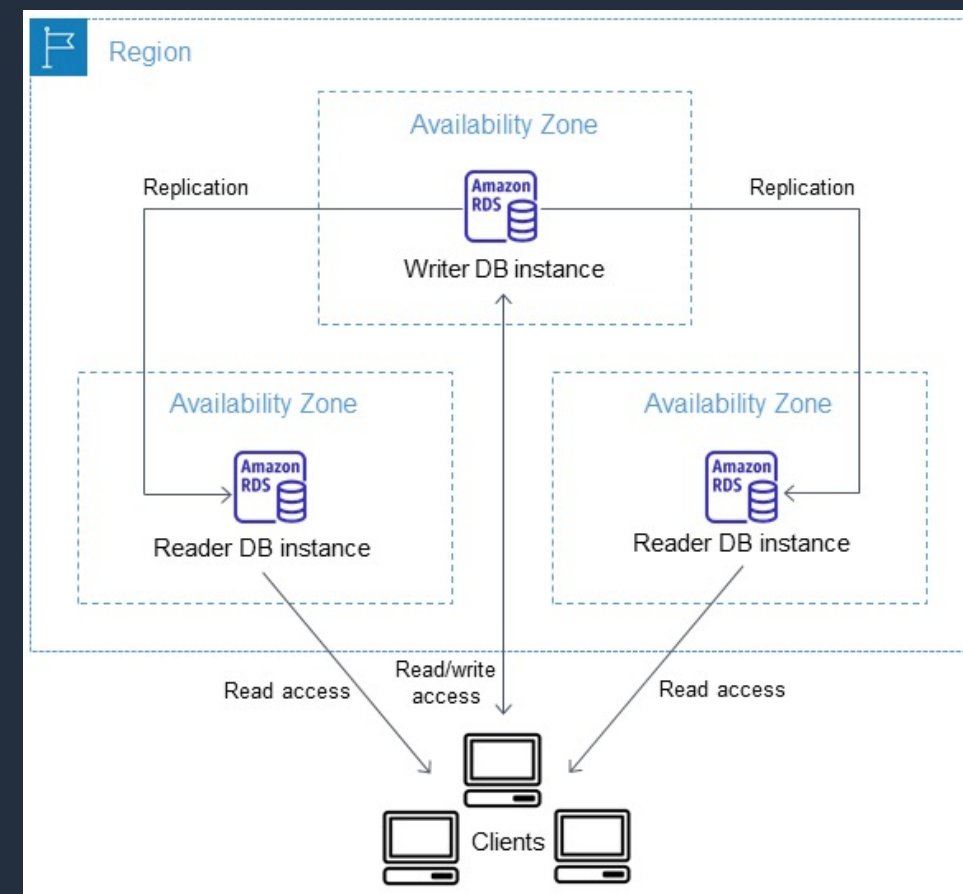 Region
Availability Zone
Replication
Amazon
RDS
Replication
Writer DB instance
Availability Zone
Availability Zone
Amazon
RDS
Amazon
RDS
Reader DB instance
Reader DB instance
Read access
Read/write
access
Read access
Clients